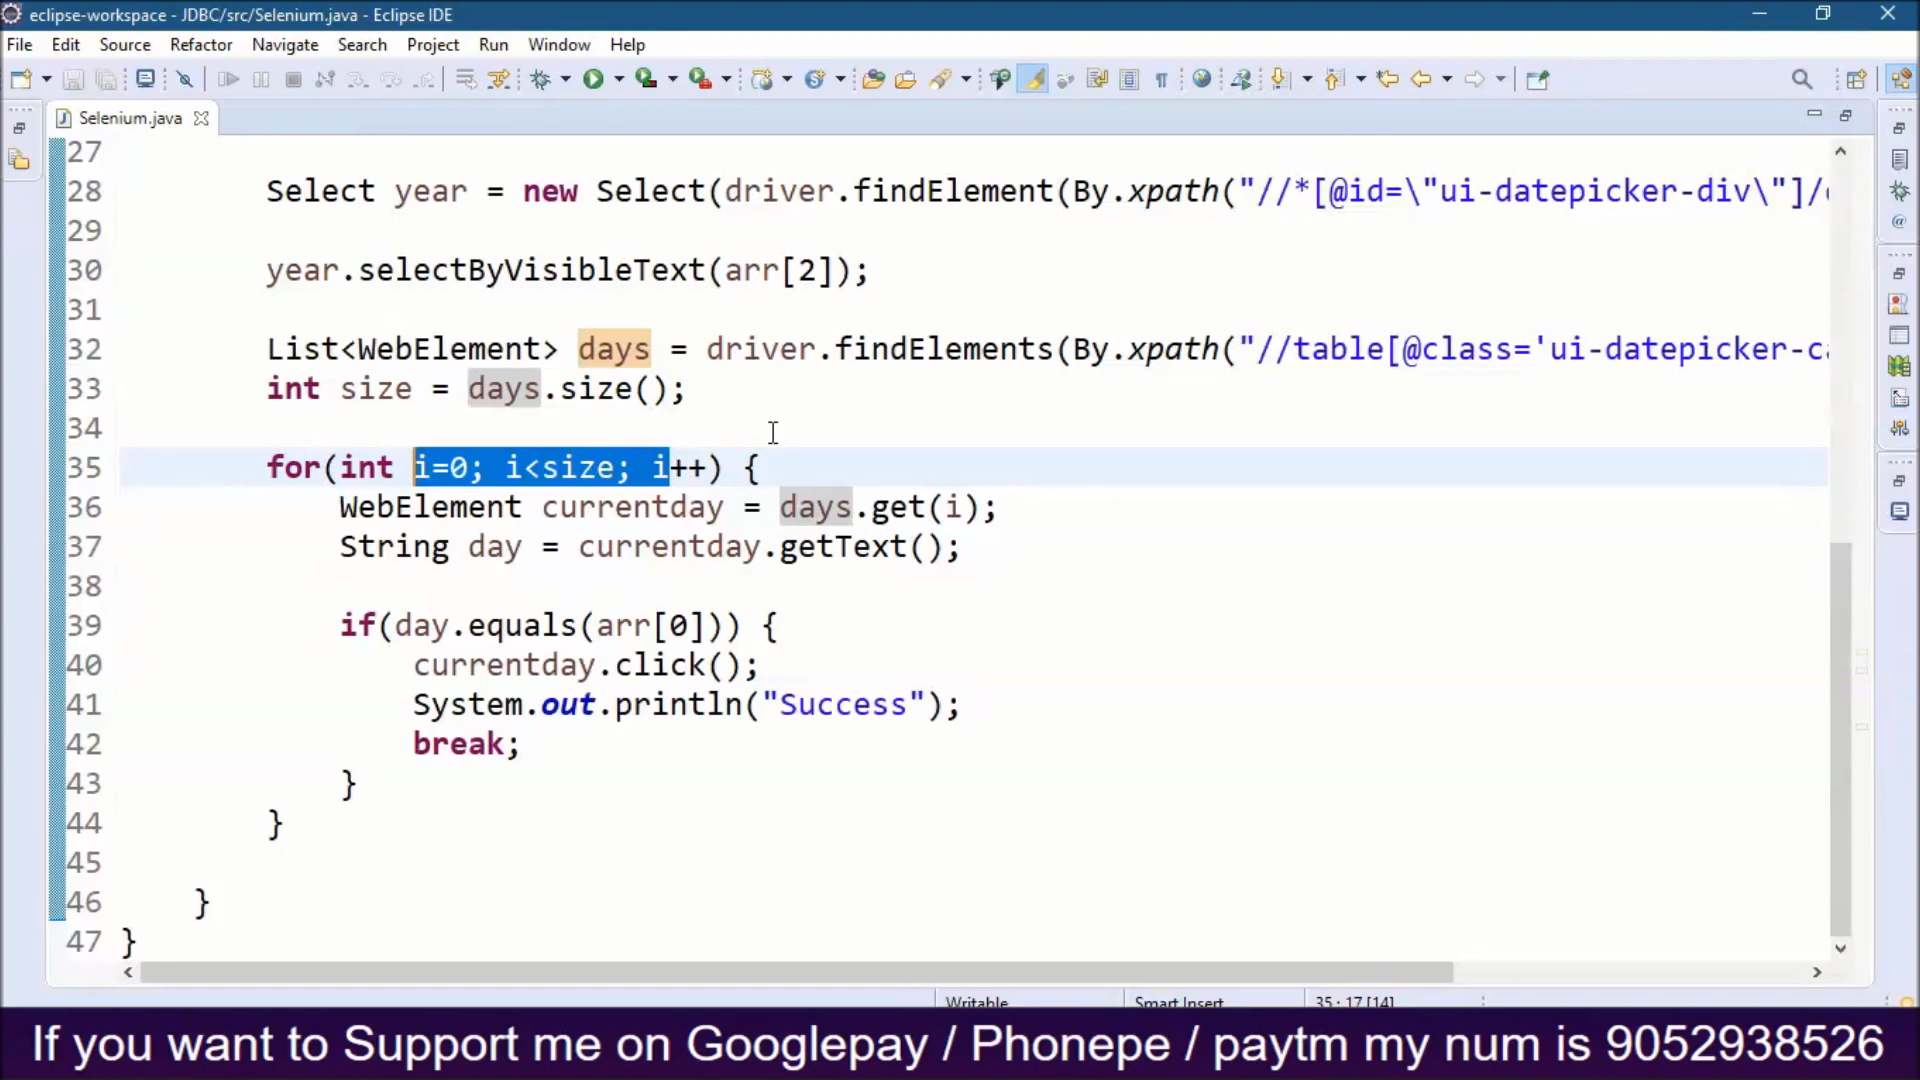 eclipse-workspace - JDBC/src/Selenium.java - Eclipse IDE
File Edit Source Refactor Navigate Search Project Run Window Help
Selenium.java
27
28 Select year = new Select(driver.findElement(By.xpath("//*[@id=\"ui-datepicker-div\"]/
29
30 year.selectByVisibleText(arr[2]);
31
32 List<WebElement> days = driver.findElements(By.xpath("//table[@class='ui-datepicker-ca
33 int size = days.size();
34
35 for(int i=0; i<size; i++) {
36 WebElement currentday = days.get(i);
37 String day = currentday.getText();
38
39 if(day.equals(arr[0])) {
40 currentday.click();
41 System.out.println("Success");
42 break;
43 }
44 }
45
46 }
47 }
Writable Smart Insert 35 : 17 [14]
If you want to Support me on Googlepay / Phonepe / paytm my num is 9052938526